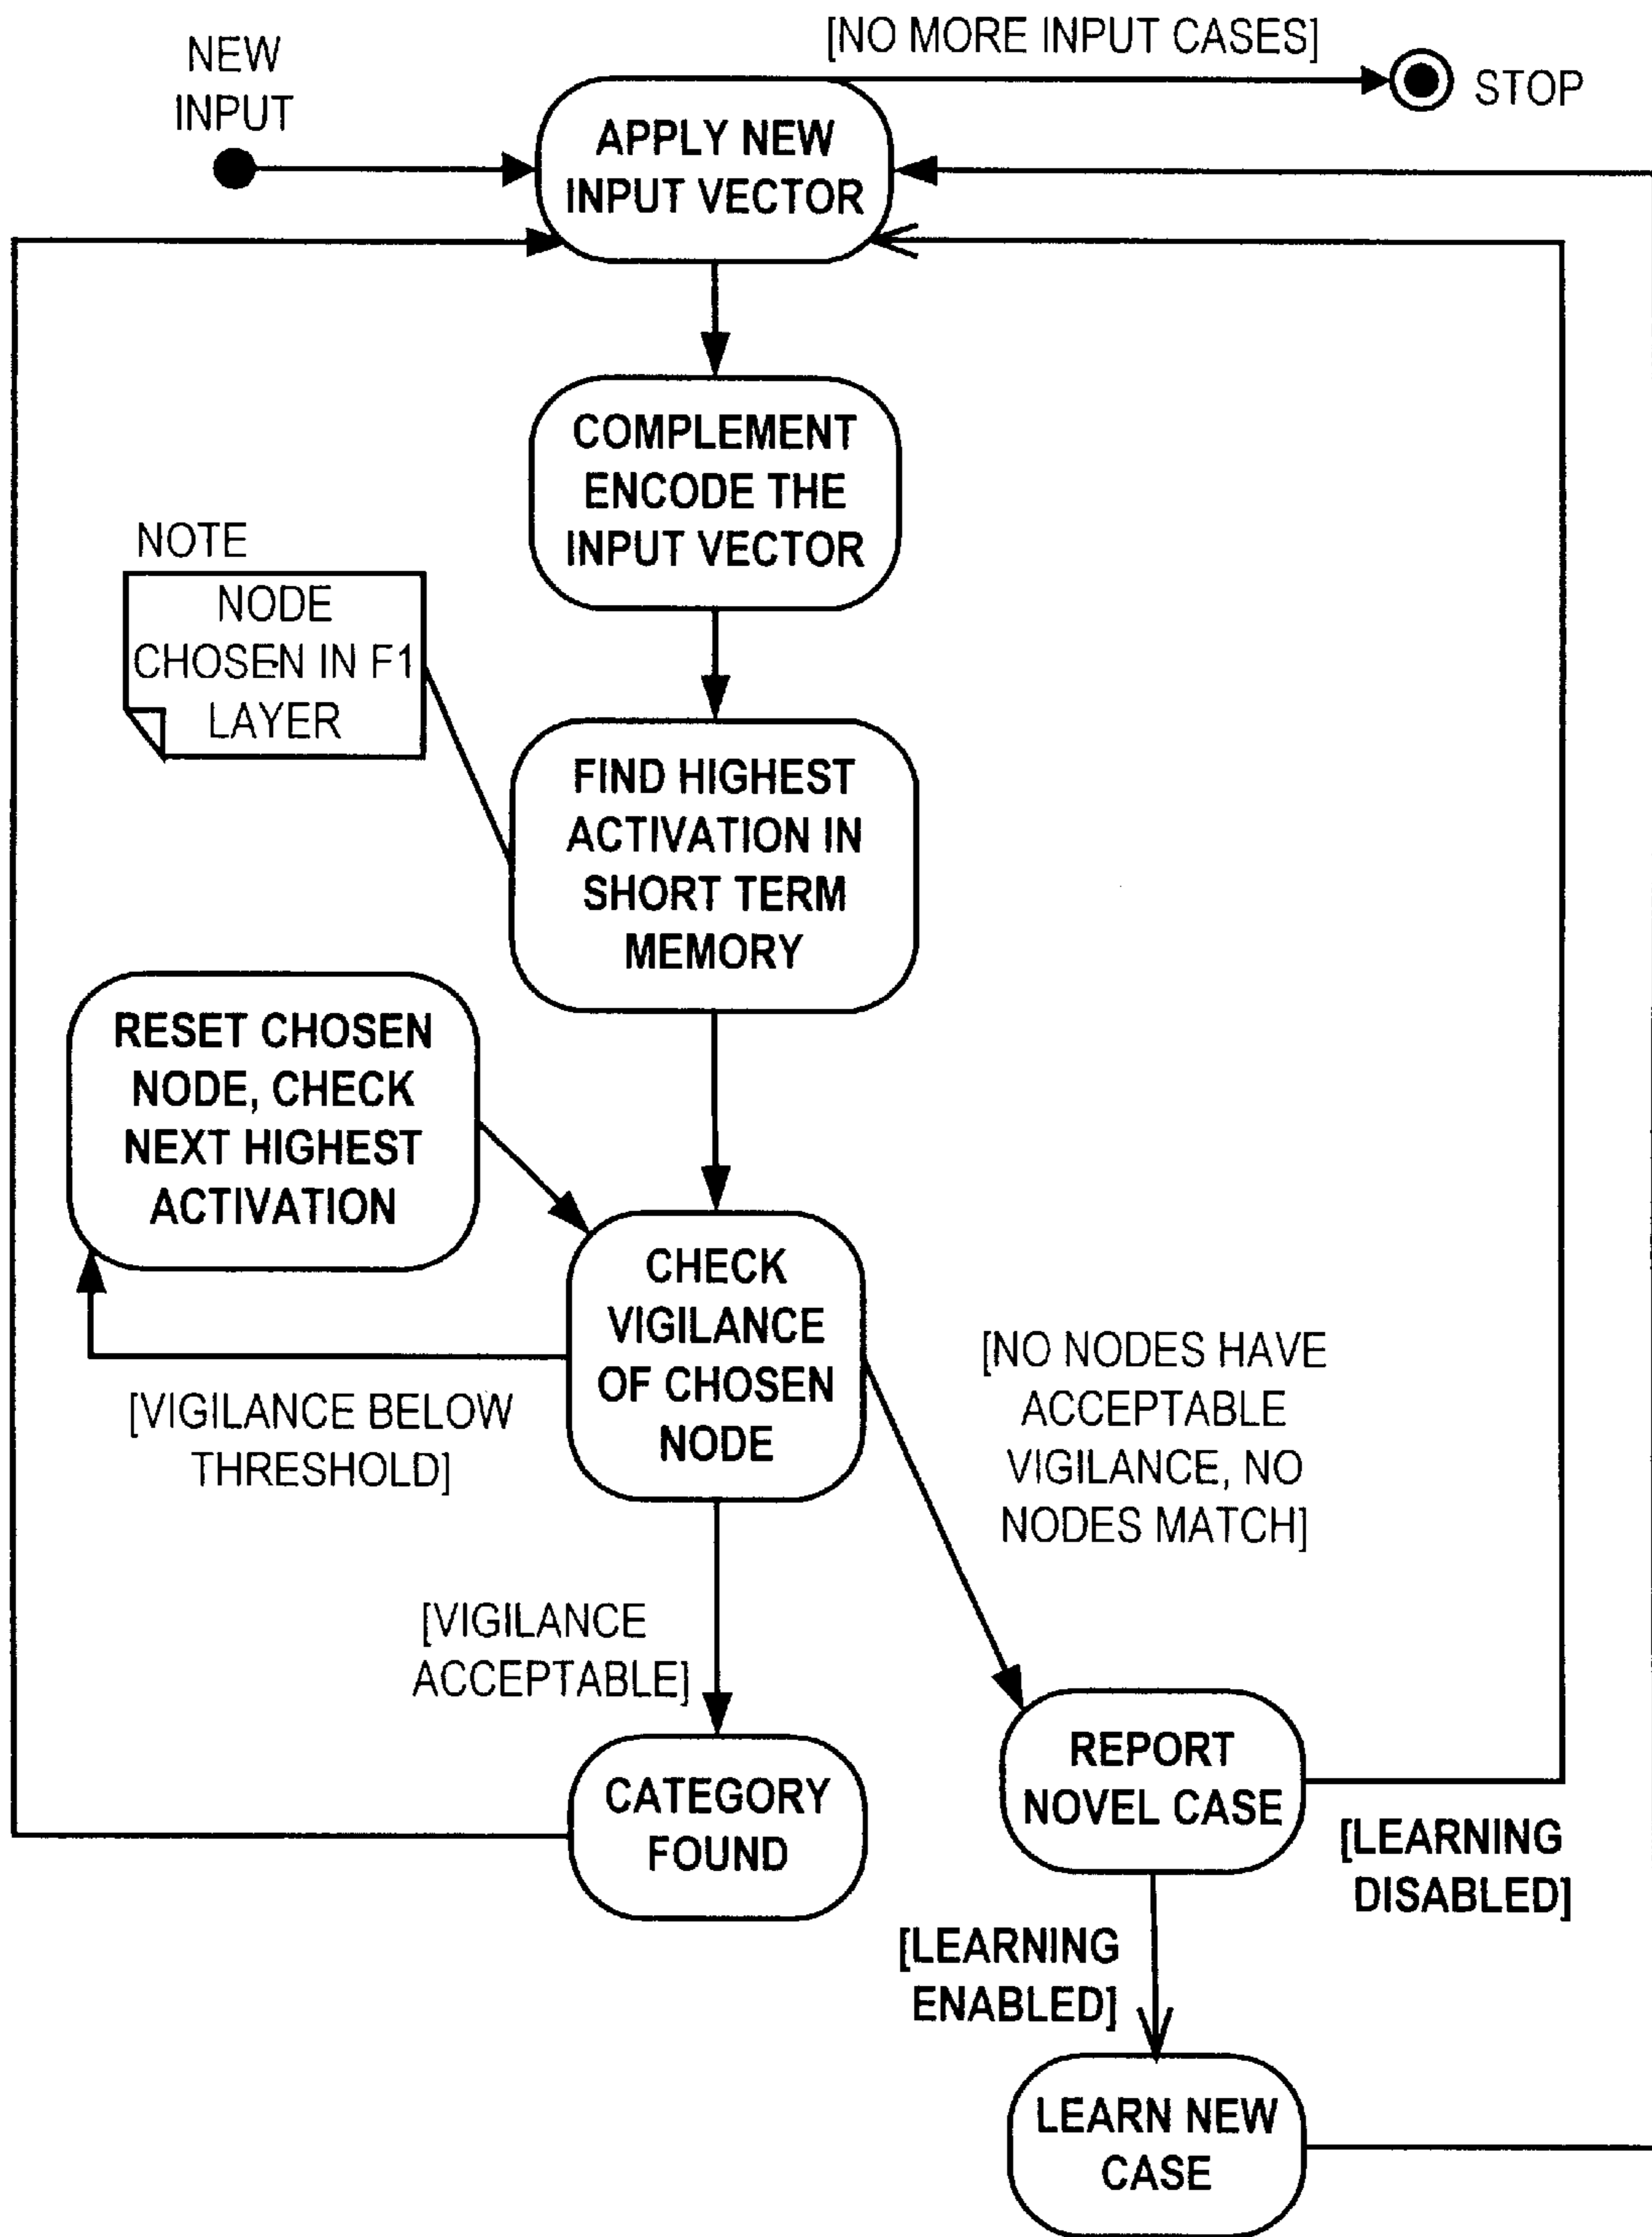 NEW
INPUT
[NO MORE INPUT CASES]
STOP
APPLY NEW
INPUT VECTOR
COMPLEMENT
ENCODE THE
INPUT VECTOR
NOTE
NODE
CHOSEN IN F1
LAYER
FIND HIGHEST
ACTIVATION IN
SHORT TERM
MEMORY
RESET CHOSEN
NODE, CHECK
NEXT HIGHEST
ACTIVATION
CHECK
VIGILANCE
OF CHOSEN
NODE
[VIGILANCE BELOW
THRESHOLD]
[NO NODES HAVE
ACCEPTABLE
VIGILANCE, NO
NODES MATCH]
[VIGILANCE
ACCEPTABLE]
CATEGORY
FOUND
REPORT
NOVEL CASE
[LEARNING
DISABLED]
[LEARNING
ENABLED]
LEARN NEW
CASE